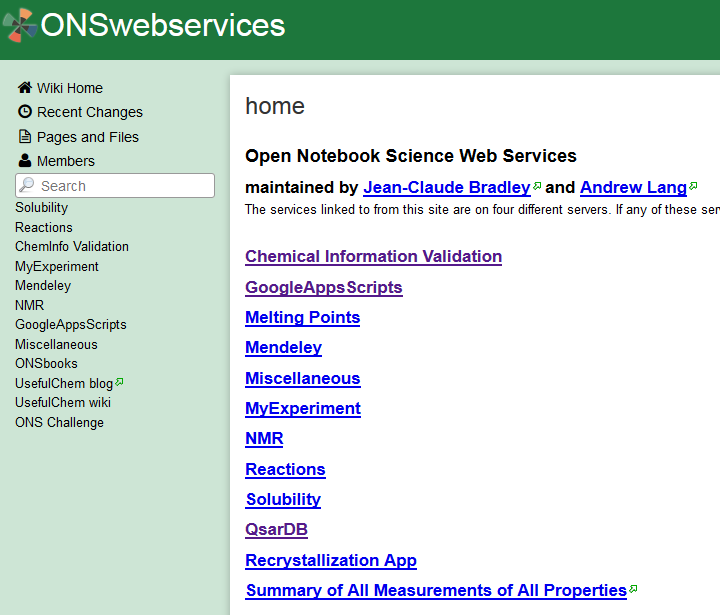 ONSwebservices
Wiki Home
Recent Changes
Pages and Files
Members
Search
Solubility
Reactions
ChemInfo Validation
MyExperiment
Mendeley
NMR
GoogleAppsScripts
Miscellaneous
ONSbooks
UsefulChem blog
UsefulChem wiki
ONS Challenge
home
Open Notebook Science Web Services
maintained by Jean-Claude Bradley and Andrew Lang
The services linked to from this site are on four different servers. If any of these ser
Chemical Information Validation
GoogleAppsScripts
Melting Points
Mendeley
Miscellaneous
MyExperiment
NMR
Reactions
Solubility
QsarDB
Recrystallization App
Summary of All Measurements of All Properties